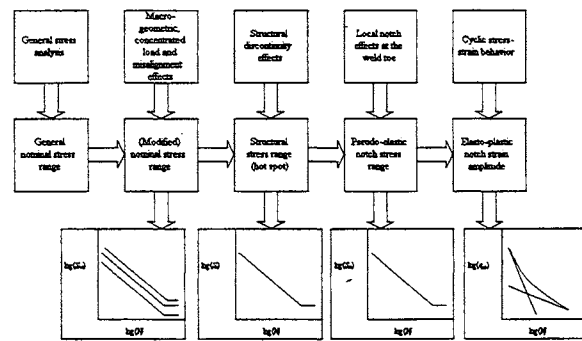 General stress
analysis
Macro-
geometric,
concentrated
load and
misalignment
effects
Structural
discontinuity
effects
Local notch
effects at the
weld toe
Cyclic stress-
strain behavior
General
nominal stress
range
(Modified)
nominal stress
range
Structural
stress range
(hot spot)
Pseudo-elastic
notch stress
range
Elasto-plastic
notch strain
amplitude